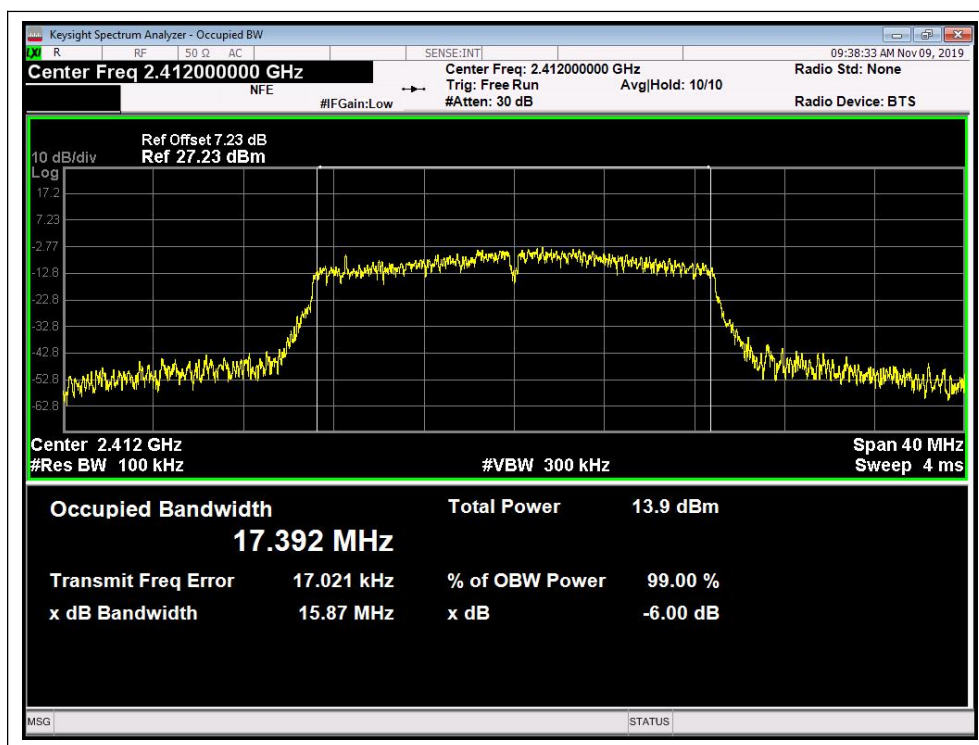 Keysight Spectrum Analyzer - Occupied BW
LXI R RF 50 Ω AC SENSE:INT 09:38:33 AM Nov 09, 2019
Center Freq 2.412000000 GHz Center Freq: 2.412000000 GHz Radio Std: None
NFE Trig: Free Run Avg|Hold: 10/10
#IFGain:Low #Atten: 30 dB Radio Device: BTS
Ref Offset 7.23 dB
10 dB/div Ref 27.23 dBm
Log
17.2
7.23
-2.77
-12.8
-22.8
-32.8
-42.8
-52.8
-62.8
Center 2.412 GHz Span 40 MHz
#Res BW 100 kHz #VBW 300 kHz Sweep 4 ms
Occupied Bandwidth Total Power 13.9 dBm
17.392 MHz
Transmit Freq Error 17.021 kHz % of OBW Power 99.00 %
x dB Bandwidth 15.87 MHz x dB -6.00 dB
MSG STATUS